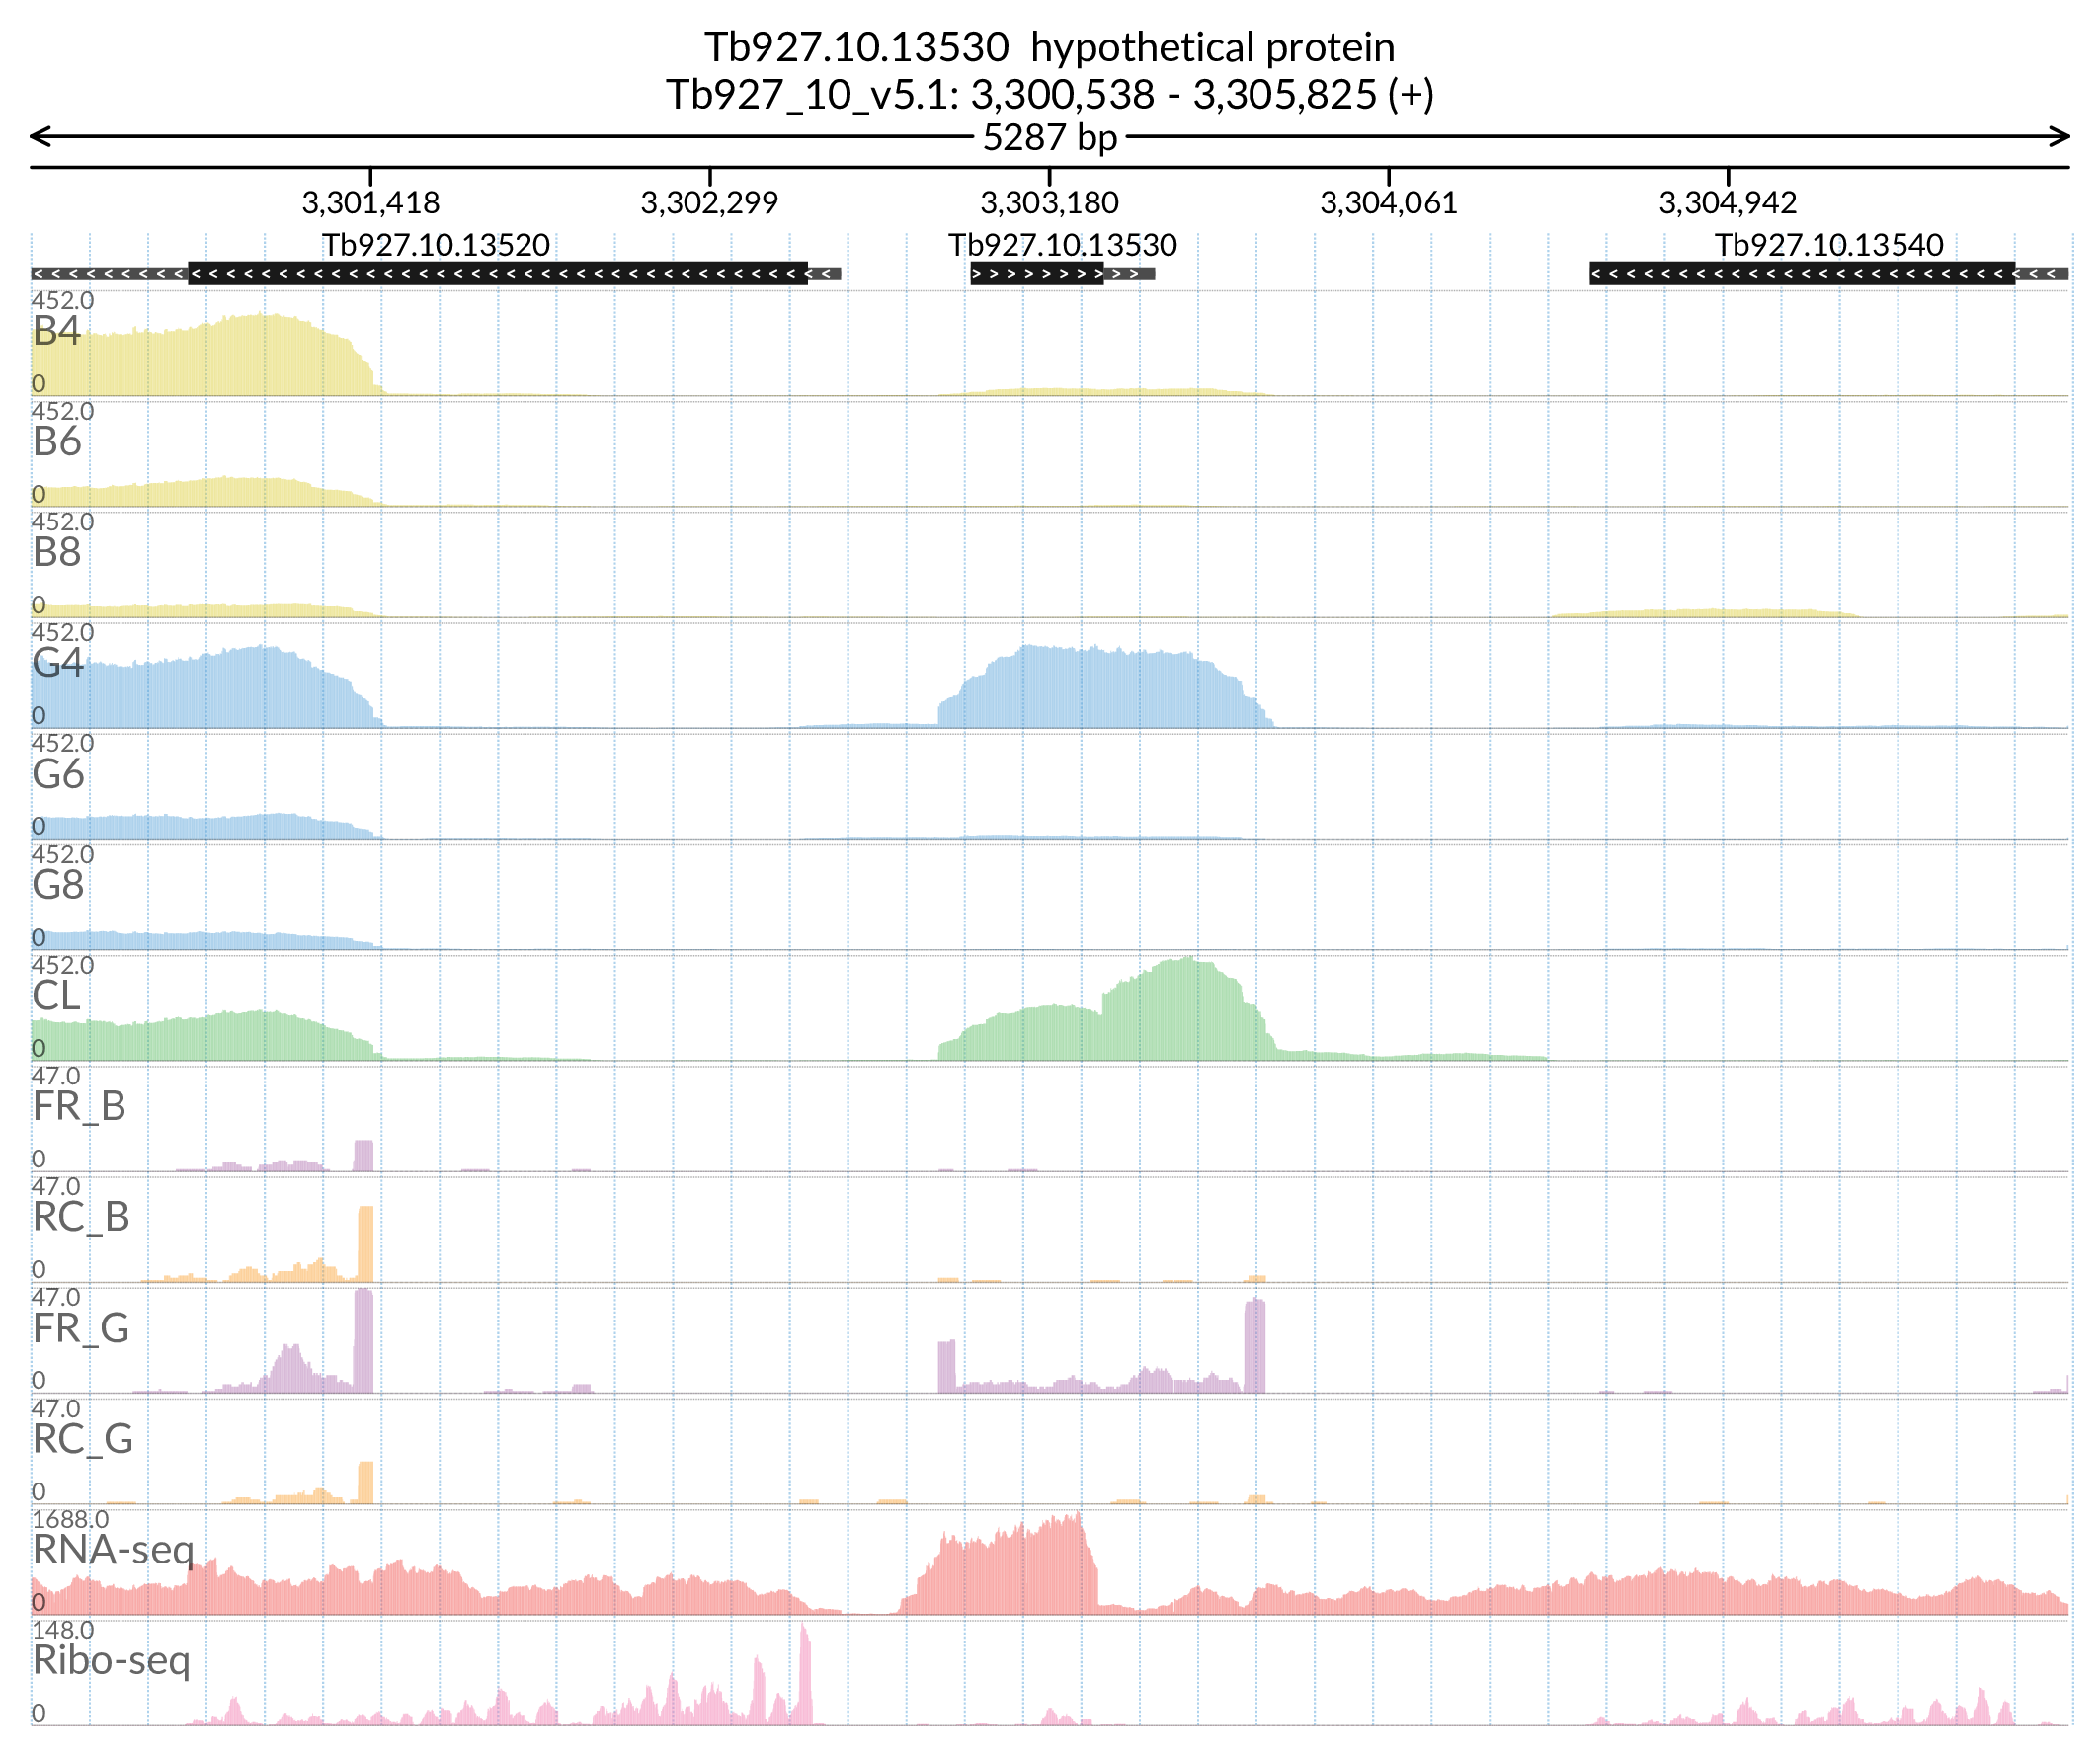 Tb927.10.13530 hypothetical protein
Tb927_10_v5.1: 3,300,538 - 3,305,825 (+)
5287 bp
3,301,418 3,302,299 3,303,180 3,304,061 3,304,942
Tb927.10.13520 Tb927.10.13530 Tb927.10.13540
452.0
B4
0
452.0
B6
0
452.0
B8
0
452.0
G4
0
452.0
G6
0
452.0
G8
0
452.0
CL
0
47.0
FR_B
0
47.0
RC_B
0
47.0
FR_G
0
47.0
RC_G
0
1688.0
RNA-seq
0
148.0
Ribo-seq
0